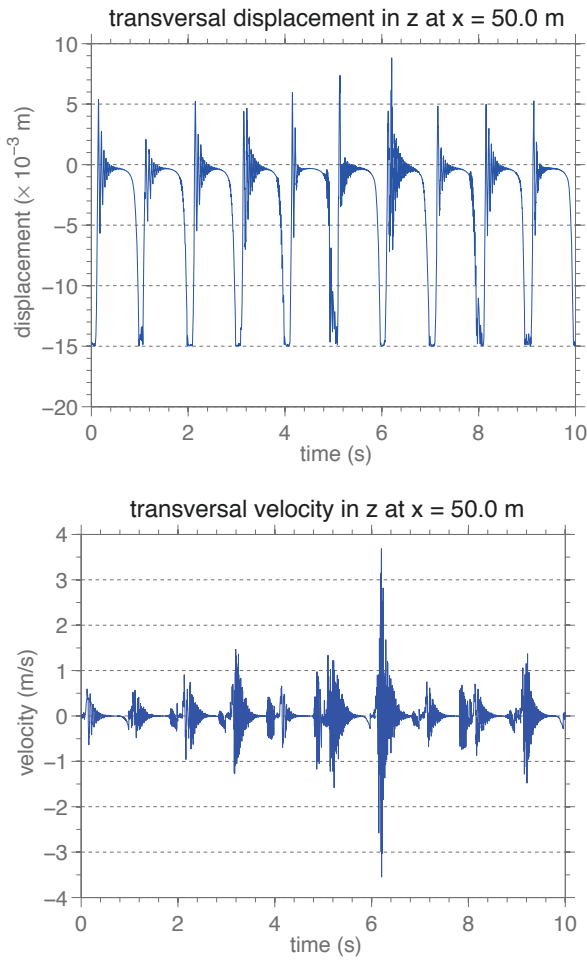 transversal displacement in z at x = 50.0 m
10
5
0
−5
−10
−15
−20
displacement (× 10⁻³ m)
0 2 4 6 8 10
time (s)
transversal velocity in z at x = 50.0 m
4
3
2
1
0
−1
−2
−3
−4
velocity (m/s)
0 2 4 6 8 10
time (s)